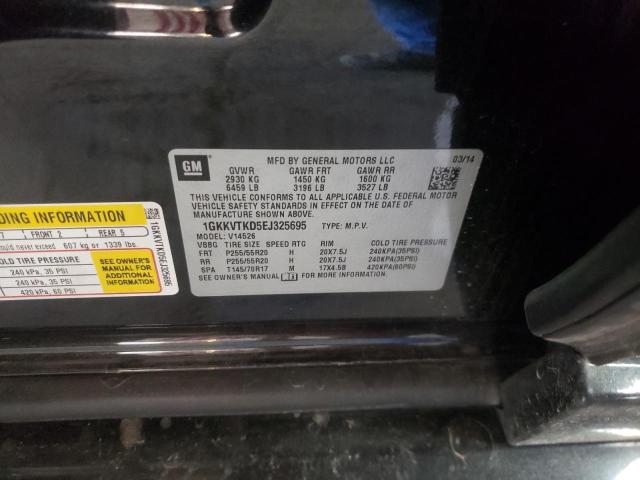 GM
MFD BY GENERAL MOTORS LLC
03/14
GVWR GAWR FRT GAWR RR
2930 KG 1450 KG 1600 KG
6459 LB 3196 LB 3527 LB
THIS VEHICLE CONFORMS TO ALL APPLICABLE U.S. FEDERAL MOTOR
VEHICLE SAFETY STANDARDS IN EFFECT ON THE DATE OF
MANUFACTURE SHOWN ABOVE.
1GKKVTKD5EJ325695 TYPE: M.P.V.
MODEL: V14526
VBBG TIRE SIZE SPEED RTG RIM COLD TIRE PRESSURE
FRT P255/55R20 H 20X7.5J 240KPA(35PSI)
RR P255/55R20 H 20X7.5J 240KPA(35PSI)
SPA T145/70R17 M 17X4.5B 420KPA(60PSI)
SEE OWNER'S MANUAL FOR MORE INFORMATION.
DING INFORMATION
FRONT 2 REAR 5
ould never exceed 607 kg or 1339 lbs.
COLD TIRE PRESSURE
240 KPA, 35 PSI
240 KPA, 35 PSI
420 KPA, 60 PSI
SEE OWNER'S
MANUAL FOR
ADDITIONAL
INFORMATION
1GKKVTKD5EJ325695